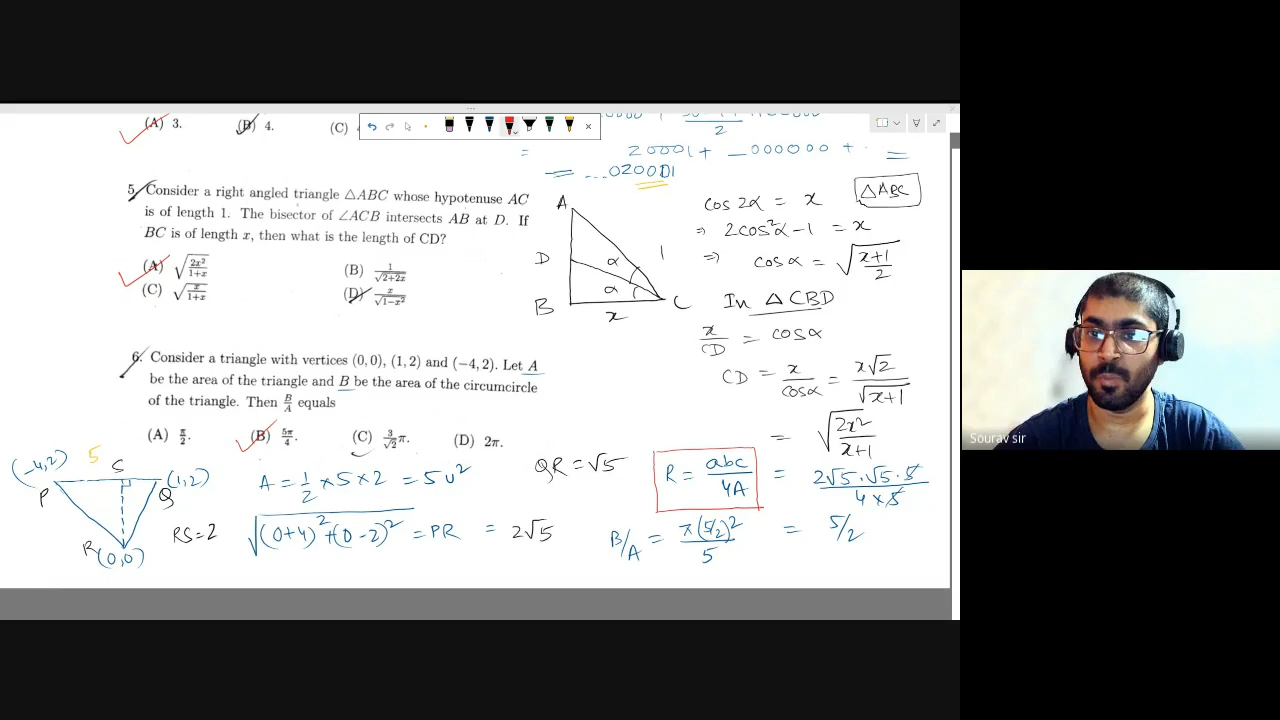 (A) 3.
(B) 4.
(C)
2
= 20001 + _000000 + . =
= ...020001
5. Consider a right angled triangle △ABC whose hypotenuse AC
is of length 1. The bisector of ∠ACB intersects AB at D. If
BC is of length x, then what is the length of CD?
(A) √(2x²/(1+x))
(B) 1/√(2+2x)
(C) √(x/(1+x))
(D) x/√(1−x²)
A
D
B
C
α
α
1
x
△ABC
cos 2α = x
⇒ 2cos²α − 1 = x
⇒ cos α = √((x+1)/2)
In △CBD
x/CD = cos α
CD = x/cos α = x√2/√(x+1)
= √(2x²/(x+1))
6. Consider a triangle with vertices (0, 0), (1, 2) and (−4, 2). Let A
be the area of the triangle and B be the area of the circumcircle
of the triangle. Then B/A equals
(A) π/2.
(B) 5π/4.
(C) 3/√2 π.
(D) 2π.
(−4,2)
5
S
(1,2)
P
Q
R
(0,0)
RS = 2
A = 1/2 × 5 × 2 = 5 u²
QR = √5
√((0+4)² + (0−2)²) = PR = 2√5
R = abc/4A = 2√5·√5·5/4×5
B/A = π(5/2)²/5 = 5/2
Sourav sir